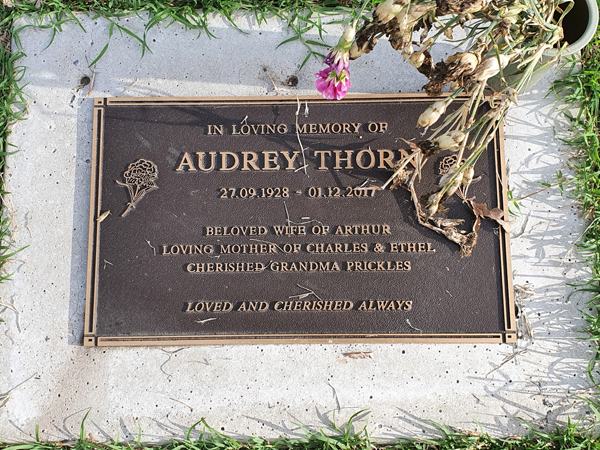 IN LOVING MEMORY OF
AUDREY THORN
27.09.1928 - 01.12.2017
BELOVED WIFE OF ARTHUR
LOVING MOTHER OF CHARLES & ETHEL
CHERISHED GRANDMA PRICKLES
LOVED AND CHERISHED ALWAYS